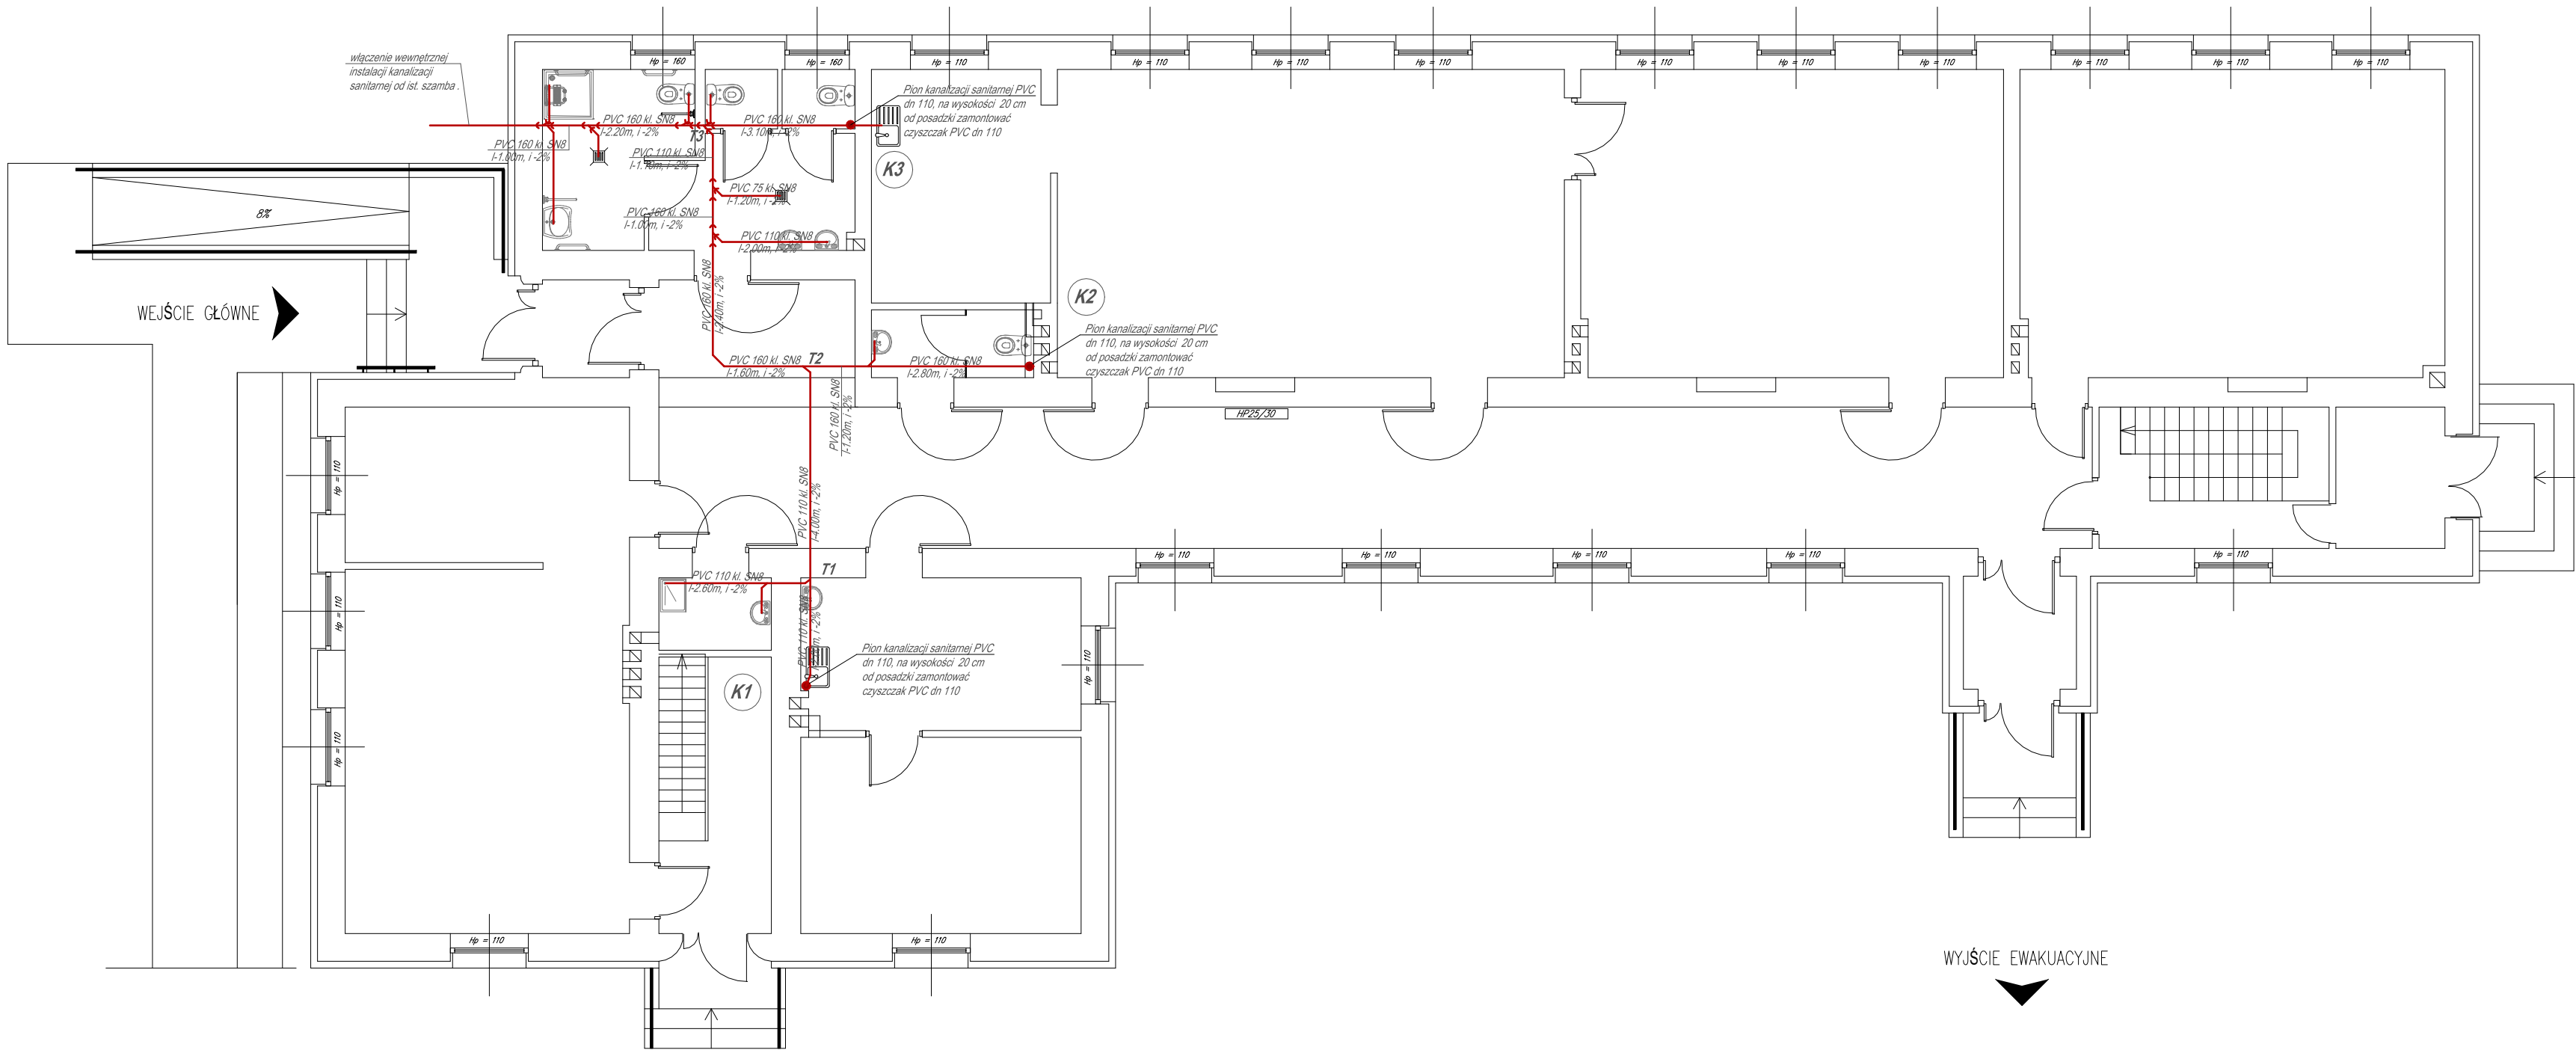 włączenie wewnętrznej
instalacji kanalizacji
sanitarnej od ist. szamba .
Hp = 160
Hp = 160
Hp = 110
Hp = 110
Hp = 110
Hp = 110
Hp = 110
Hp = 110
Hp = 110
Hp = 110
Hp = 110
Hp = 110
Pion kanalizacji sanitarnej PVC
dn 110, na wysokości 20 cm
od posadzki zamontować
czyszczak PVC dn 110
PVC 160 kl. SN8
l-2.20m, i -2%
T3
PVC 160 kl. SN8
l-3.10m, i -2%
PVC 160 kl. SN8
l-1.00m, i -2%
PVC 110 kl. SN8
l-1.10m, i -2%
K3
PVC 75 kl. SN8
l-1.20m, i -2%
8%
PVC 160 kl. SN8
l-1.00m, i -2%
PVC 110 kl. SN8
l-2.00m, i -2%
PVC 160 kl. SN8
l-2.40m, i -2%
K2
WEJŚCIE GŁÓWNE
Pion kanalizacji sanitarnej PVC
dn 110, na wysokości 20 cm
od posadzki zamontować
czyszczak PVC dn 110
PVC 160 kl. SN8
l-1.60m, i -2%
T2
PVC 160 kl. SN8
l-2.80m, i -2%
PVC 160 kl. SN8
l-1.20m, i -2%
HP25/30
Hp = 110
PVC 110 kl. SN8
l-4.00m, i -2%
Hp = 110
Hp = 110
Hp = 110
Hp = 110
Hp = 110
T1
PVC 110 kl. SN8
l-2.60m, i -2%
Hp = 110
PVC 110 kl. SN8
i -2%
Pion kanalizacji sanitarnej PVC
dn 110, na wysokości 20 cm
od posadzki zamontować
czyszczak PVC dn 110
Hp = 110
K1
Hp = 110
Hp = 110
Hp = 110
WYJŚCIE EWAKUACYJNE